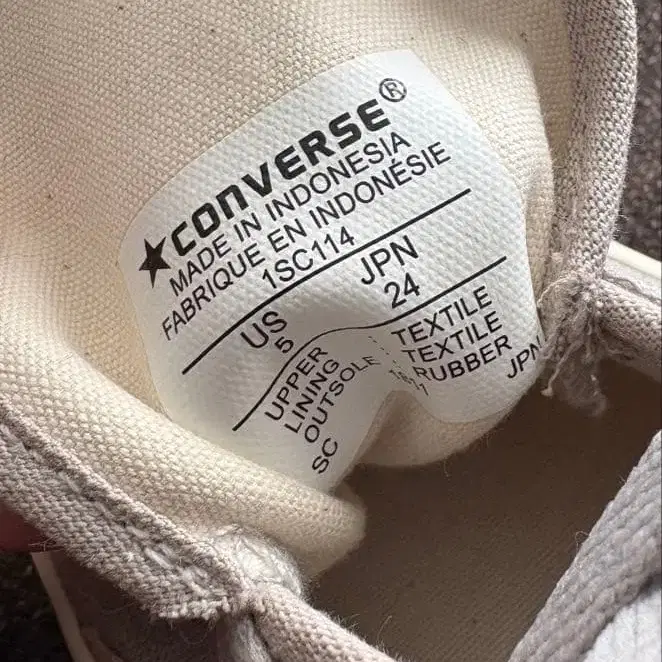 ★CONVERSE®
MADE IN INDONESIA
FABRIQUE EN INDONÉSIE
1SC114
US JPN
5 24
UPPER TEXTILE
LINING TEXTILE
OUTSOLE RUBBER
SC JPN